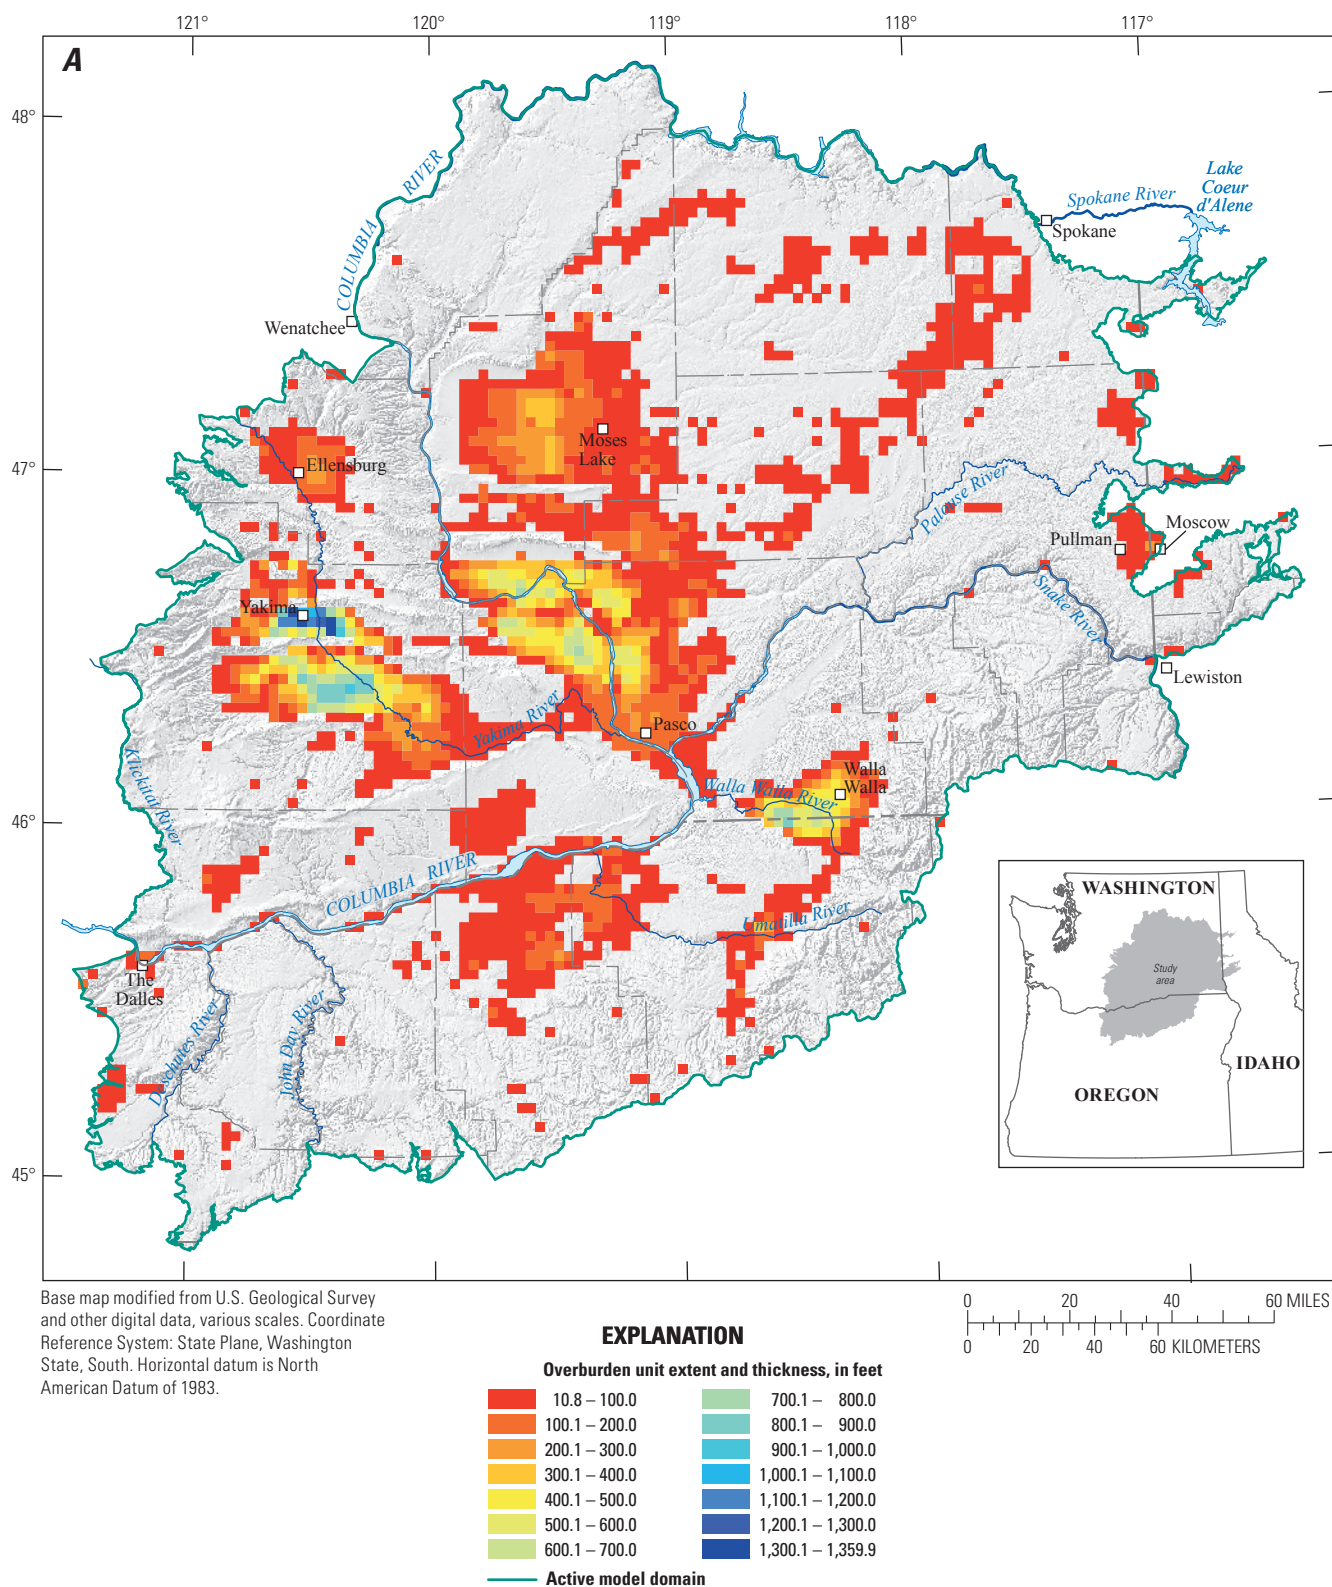 121° 120° 119° 118° 117°
A
48°
COLUMBIA RIVER
Lake
Coeur
d'Alene
Spokane River
Spokane
Wenatchee
47°
Moses
Lake
Ellensburg
Palouse River
Moscow
Pullman
Snake River
Yakima
Lewiston
Yakima River
Pasco
Klickitat River
Walla
Walla
Walla Walla River
46°
COLUMBIA RIVER
Umatilla River
The
Dalles
Deschutes River
John Day River
45°
WASHINGTON
Study
area
IDAHO
OREGON
Base map modified from U.S. Geological Survey
and other digital data, various scales. Coordinate
Reference System: State Plane, Washington
State, South. Horizontal datum is North
American Datum of 1983.
0 20 40 60 MILES
0 20 40 60 KILOMETERS
EXPLANATION
Overburden unit extent and thickness, in feet
10.8 – 100.0
100.1 – 200.0
200.1 – 300.0
300.1 – 400.0
400.1 – 500.0
500.1 – 600.0
600.1 – 700.0
700.1 – 800.0
800.1 – 900.0
900.1 – 1,000.0
1,000.1 – 1,100.0
1,100.1 – 1,200.0
1,200.1 – 1,300.0
1,300.1 – 1,359.9
Active model domain